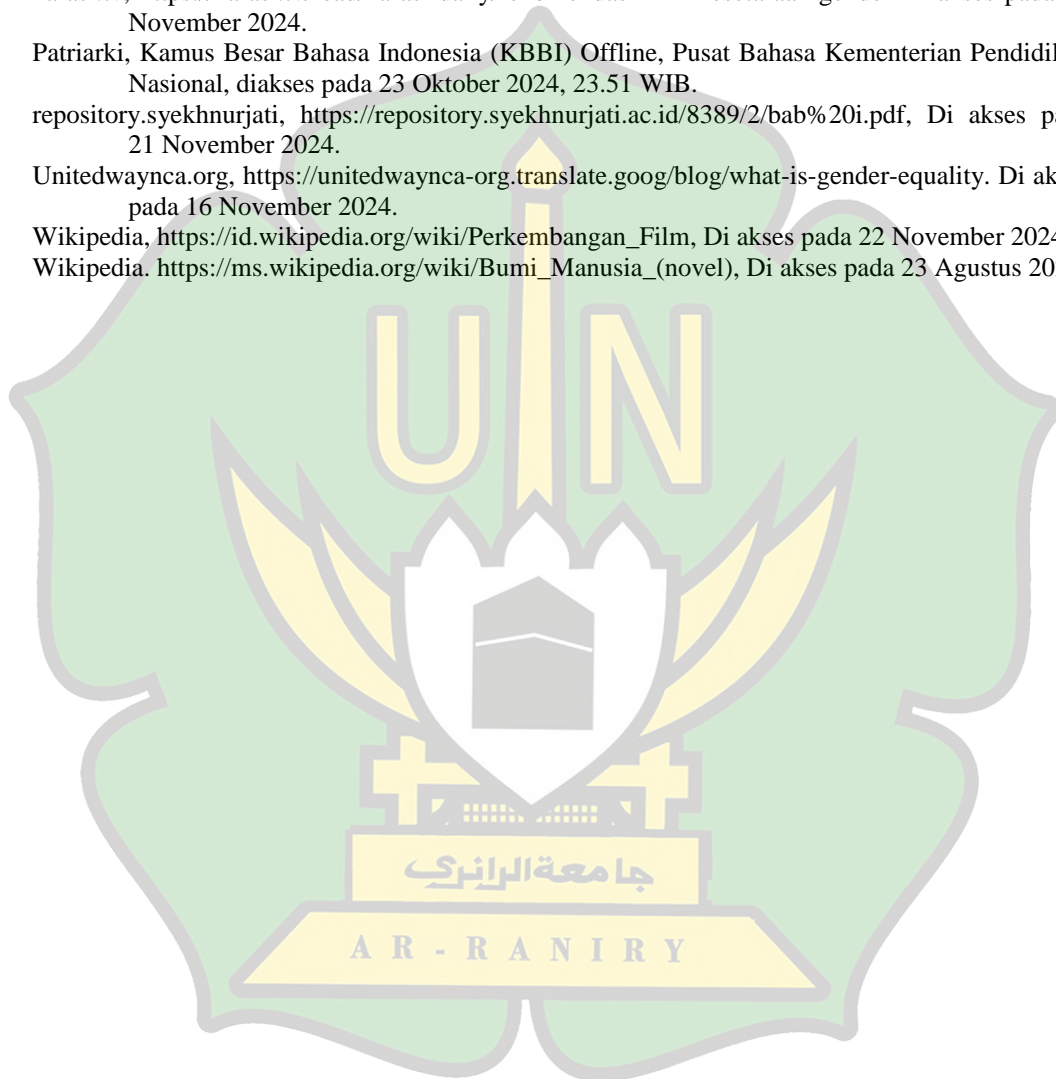 November 2024.
Patriarki, Kamus Besar Bahasa Indonesia (KBBI) Offline, Pusat Bahasa Kementerian
Nasional, diakses pada 23 Oktober 2024, 23.51 WIB.
repository.syekhnurjati, https://repository.syekhnurjati.ac.id/8389/2/bab%20i.pdf, Di akses
21 November 2024.
Unitedwaynca.org, https://unitedwaynca-org.translate.goog/blog/what-is-gender-equality. Di
pada 16 November 2024.
Wikipedia, https://id.wikipedia.org/wiki/Perkembangan_Film, Di akses pada 22 November 2024
Wikipedia. https://ms.wikipedia.org/wiki/Bumi_Manusia_(novel), Di akses pada 23 Agustus
UIN
جامعة الرانري
AR-RANIRY